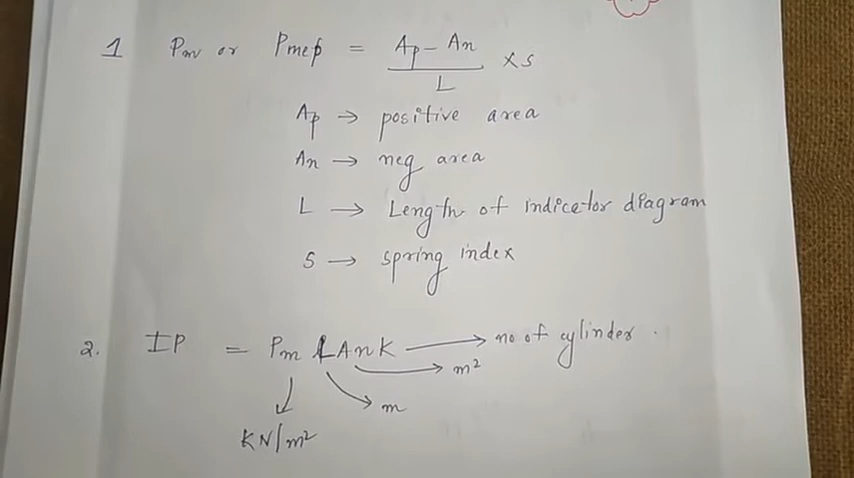 1 Pm or Pmep = Ap - An / L × s
Ap → positive area
An → neg area
L → Length of indicetor diagram
s → spring index
2. IP = Pm LAnK → no of cylinder
m²
m
KN/m²